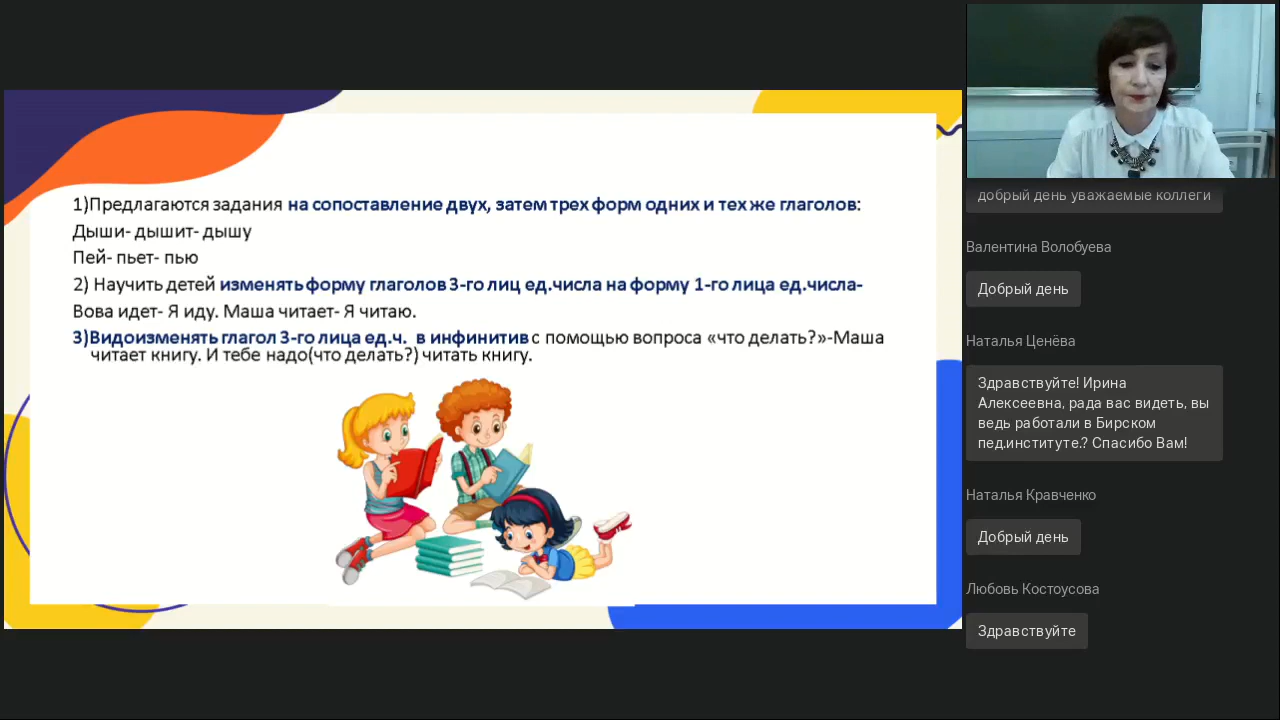 1)Предлагаются задания на сопоставление двух, затем трех форм одних и тех же глаголов:
Дыши- дышит- дышу
Пей- пьет- пью
2) Научить детей изменять форму глаголов 3-го лиц ед.числа на форму 1-го лица ед.числа-
Вова идет- Я иду. Маша читает- Я читаю.
3)Видоизменять глагол 3-го лица ед.ч. в инфинитив с помощью вопроса «что делать?»-Маша
читает книгу. И тебе надо(что делать?) читать книгу.
добрый день уважаемые коллеги
Валентина Волобуева
Добрый день
Наталья Ценёва
Здравствуйте! Ирина
Алексеевна, рада вас видеть, вы
ведь работали в Бирском
пед.институте.? Спасибо Вам!
Наталья Кравченко
Добрый день
Любовь Костоусова
Здравствуйте